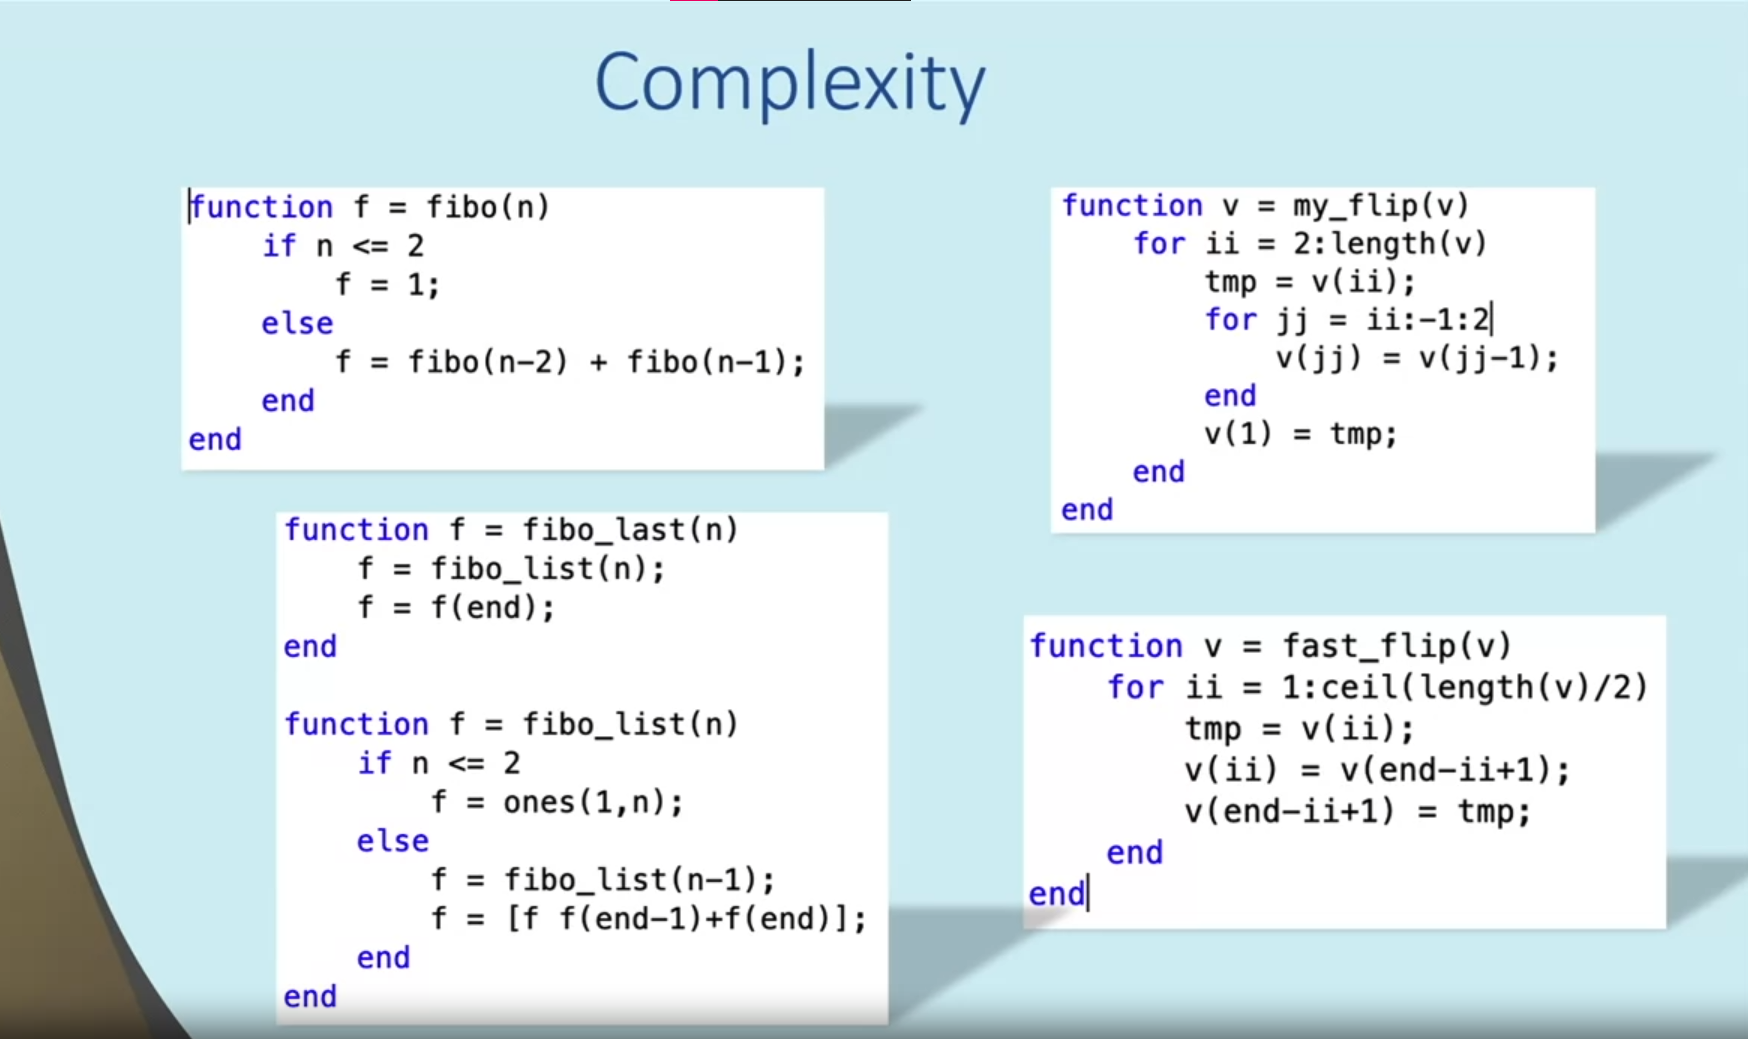 Complexity
function f = fibo(n)
    if n <= 2
        f = 1;
    else
        f = fibo(n-2) + fibo(n-1);
    end
end
function f = fibo_last(n)
    f = fibo_list(n);
    f = f(end);
end
function f = fibo_list(n)
    if n <= 2
        f = ones(1,n);
    else
        f = fibo_list(n-1);
        f = [f f(end-1)+f(end)];
    end
end
function v = my_flip(v)
    for ii = 2:length(v)
        tmp = v(ii);
        for jj = ii:-1:2
            v(jj) = v(jj-1);
        end
        v(1) = tmp;
    end
end
function v = fast_flip(v)
    for ii = 1:ceil(length(v)/2)
        tmp = v(ii);
        v(ii) = v(end-ii+1);
        v(end-ii+1) = tmp;
    end
end